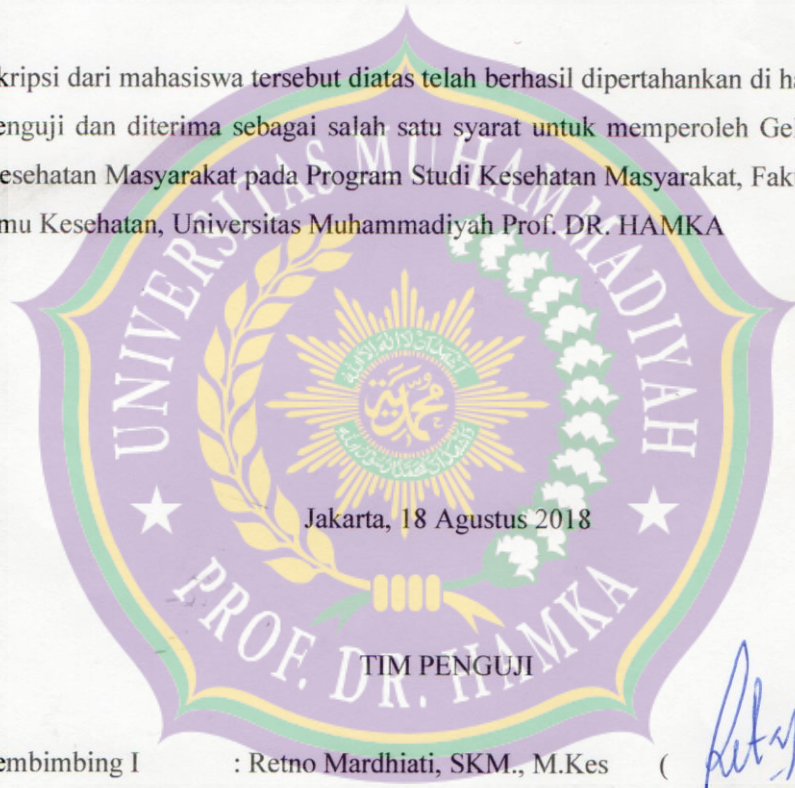 kripsi dari mahasiswa tersebut diatas telah berhasil dipertahankan di ha
enguji dan diterima sebagai salah satu syarat untuk memperoleh Ge
esehatan Masyarakat pada Program Studi Kesehatan Masyarakat, Faku
mu Kesehatan, Universitas Muhammadiyah Prof. DR. HAMKA
UNIVERSITAS MUHAMMADIYAH
PROF. DR. HAMKA
Jakarta, 18 Agustus 2018
TIM PENGUJI
embimbing I : Retno Mardhiati, SKM., M.Kes (